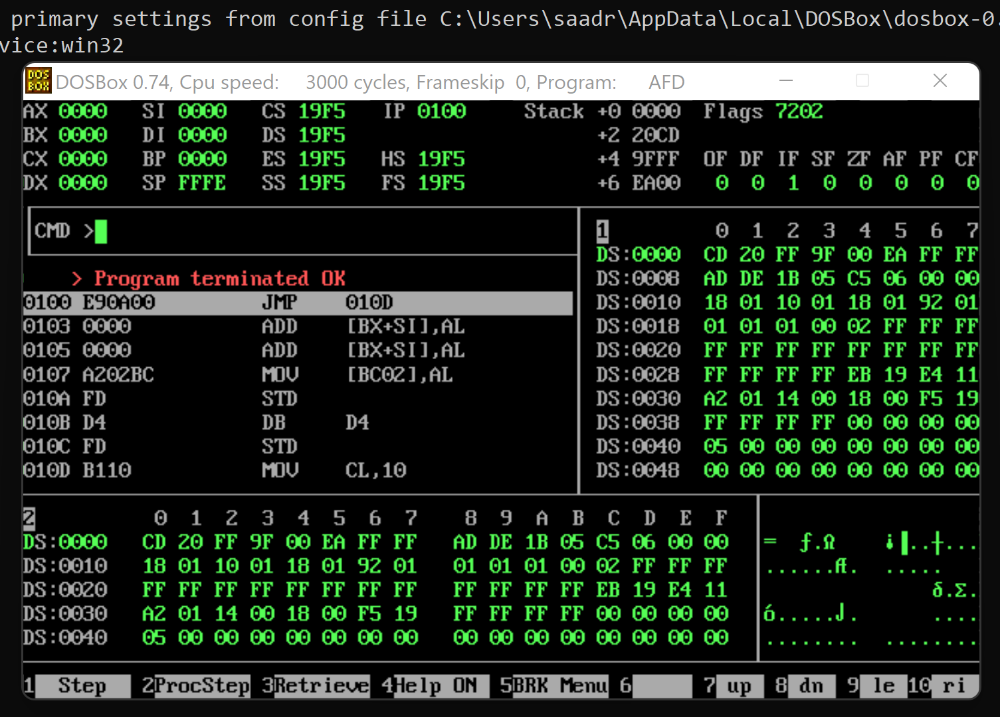 primary settings from config file C:\Users\saadr\AppData\Local\DOSBox\dosbox-0.
vice:win32
DOS BOX DOSBox 0.74, Cpu speed: 3000 cycles, Frameskip 0, Program: AFD
AX 0000 SI 0000 CS 19F5 IP 0100 Stack +0 0000 Flags 7202
BX 0000 DI 0000 DS 19F5 +2 20CD
CX 0000 BP 0000 ES 19F5 HS 19F5 +4 9FFF OF DF IF SF ZF AF PF CF
DX 0000 SP FFFE SS 19F5 FS 19F5 +6 EA00 0 0 1 0 0 0 0 0
CMD >
> Program terminated OK
0100 E90A00 JMP 010D
0103 0000 ADD [BX+SI],AL
0105 0000 ADD [BX+SI],AL
0107 A202BC MOV [BC02],AL
010A FD STD
010B D4 DB D4
010C FD STD
010D B110 MOV CL,10
1 0 1 2 3 4 5 6 7
DS:0000 CD 20 FF 9F 00 EA FF FF
DS:0008 AD DE 1B 05 C5 06 00 00
DS:0010 18 01 10 01 18 01 92 01
DS:0018 01 01 01 00 02 FF FF FF
DS:0020 FF FF FF FF FF FF FF FF
DS:0028 FF FF FF FF EB 19 E4 11
DS:0030 A2 01 14 00 18 00 F5 19
DS:0038 FF FF FF FF 00 00 00 00
DS:0040 05 00 00 00 00 00 00 00
DS:0048 00 00 00 00 00 00 00 00
2 0 1 2 3 4 5 6 7 8 9 A B C D E F
DS:0000 CD 20 FF 9F 00 EA FF FF AD DE 1B 05 C5 06 00 00 = ƒ.Ω ¡▌..┼...
DS:0010 18 01 10 01 18 01 92 01 01 01 01 00 02 FF FF FF ......Æ. .....
DS:0020 FF FF FF FF FF FF FF FF FF FF FF FF EB 19 E4 11 δ.Σ.
DS:0030 A2 01 14 00 18 00 F5 19 FF FF FF FF 00 00 00 00 ó.....⌡. ....
DS:0040 05 00 00 00 00 00 00 00 00 00 00 00 00 00 00 00 ........ ........
1 Step 2ProcStep 3Retrieve 4Help ON 5BRK Menu 6 7 up 8 dn 9 le 10 ri